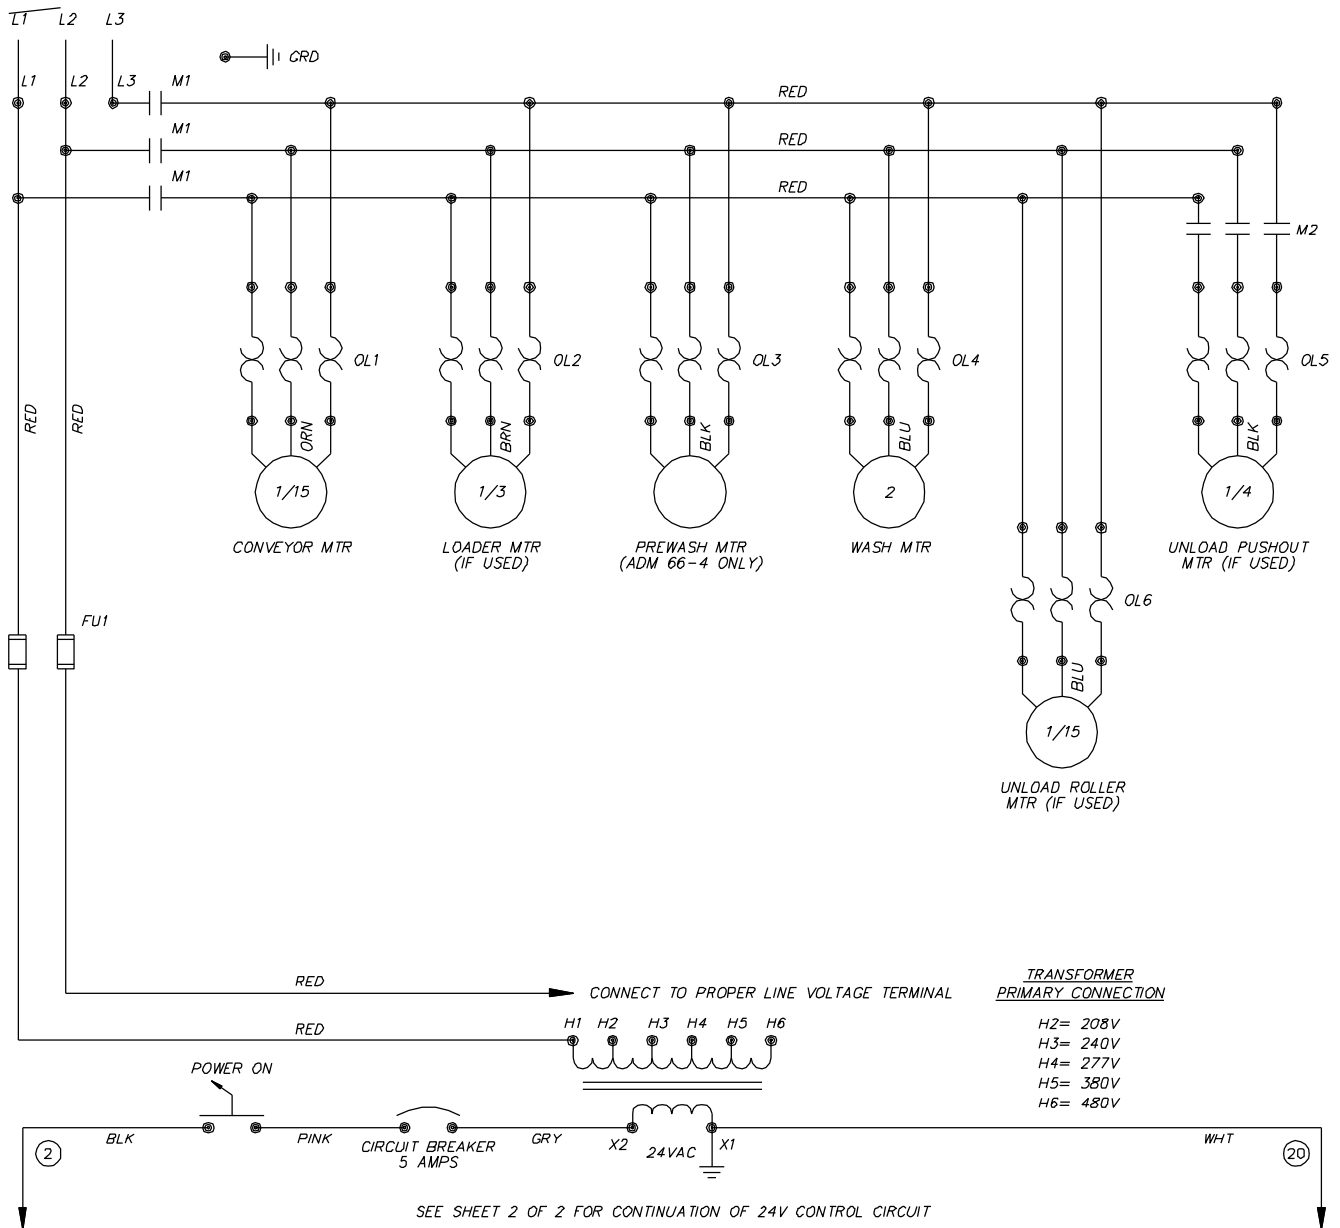 L1 L2 L3
GRD
L1 L2 L3 M1
RED
M1
RED
M1
RED
M2
OL1 OL2 OL3 OL4 OL5
RED RED
ORN BRN BLK BLU BLK
1/15 1/3 2 1/4
CONVEYOR MTR
LOADER MTR
(IF USED)
PREWASH MTR
(ADM 66-4 ONLY)
WASH MTR
UNLOAD PUSHOUT
MTR (IF USED)
OL6
FU1
BLU
1/15
UNLOAD ROLLER
MTR (IF USED)
RED
CONNECT TO PROPER LINE VOLTAGE TERMINAL
TRANSFORMER
PRIMARY CONNECTION
H2= 208V
H3= 240V
H4= 277V
H5= 380V
H6= 480V
RED
H1 H2 H3 H4 H5 H6
POWER ON
2
BLK
PINK
CIRCUIT BREAKER
5 AMPS
GRY
X2
24VAC
X1
WHT
20
SEE SHEET 2 OF 2 FOR CONTINUATION OF 24V CONTROL CIRCUIT